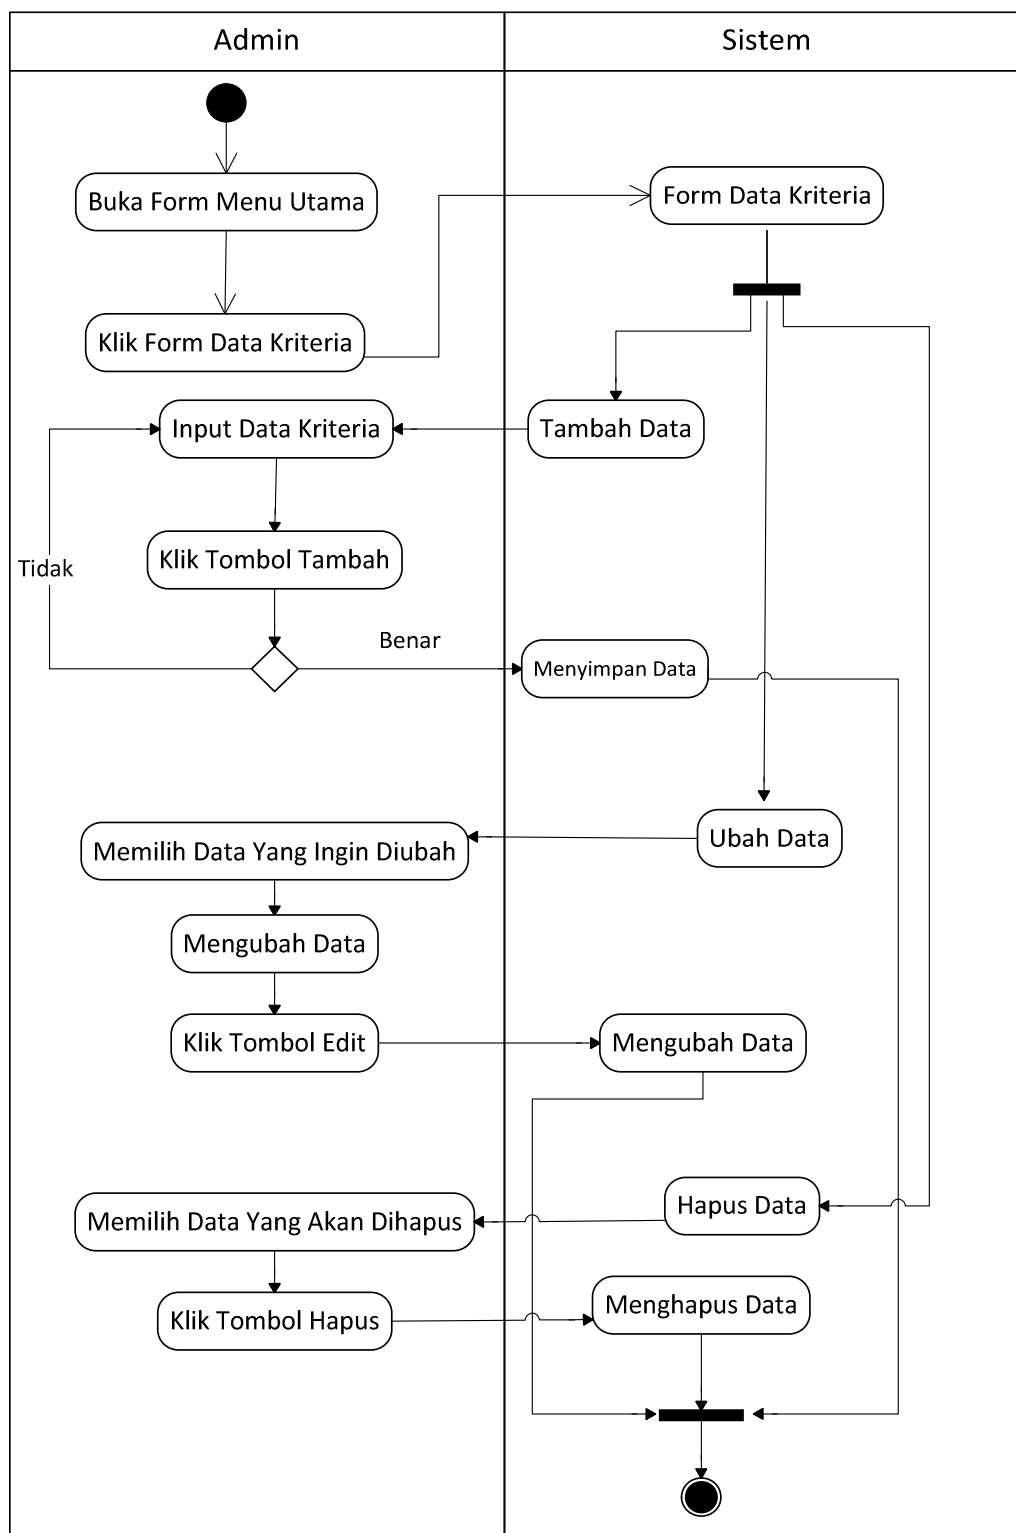 Admin
Sistem
Buka Form Menu Utama
Form Data Kriteria
Klik Form Data Kriteria
Input Data Kriteria
Tambah Data
Klik Tombol Tambah
Tidak
Benar
Menyimpan Data
Ubah Data
Memilih Data Yang Ingin Diubah
Mengubah Data
Klik Tombol Edit
Mengubah Data
Hapus Data
Memilih Data Yang Akan Dihapus
Menghapus Data
Klik Tombol Hapus